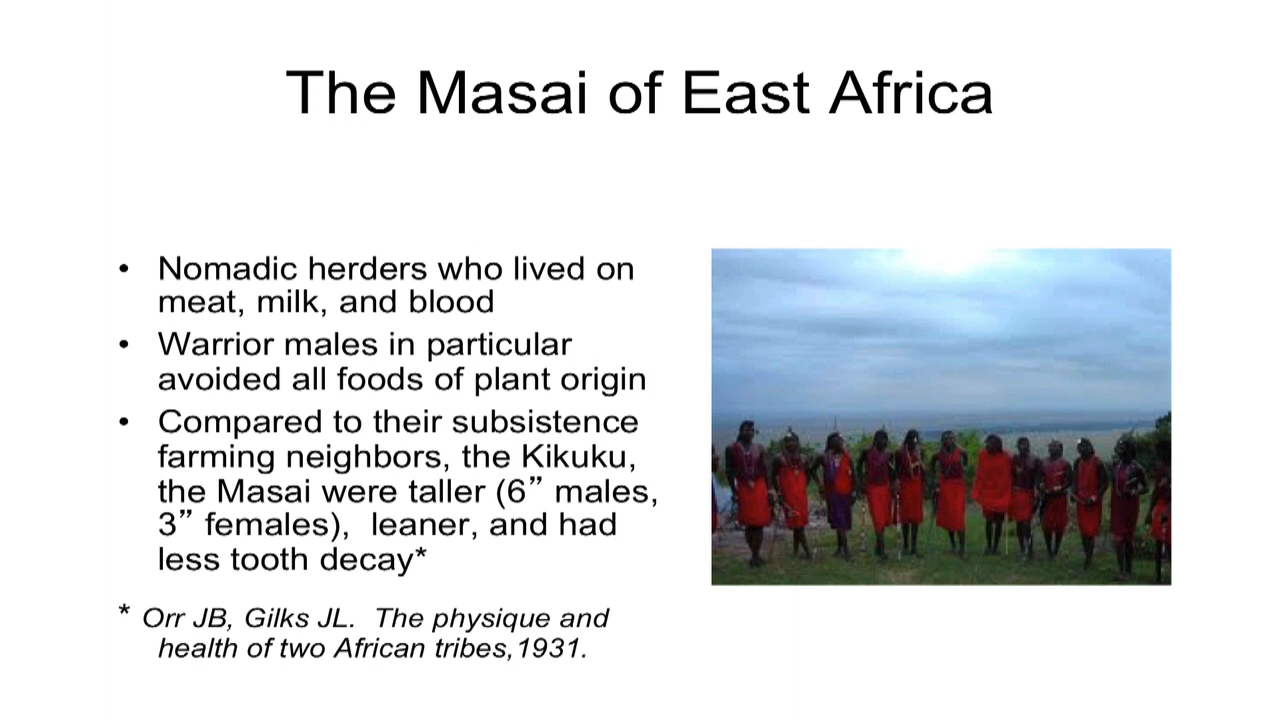 The Masai of East Africa
• Nomadic herders who lived on
meat, milk, and blood
• Warrior males in particular
avoided all foods of plant origin
• Compared to their subsistence
farming neighbors, the Kikuku,
the Masai were taller (6” males,
3” females),  leaner, and had
less tooth decay*
* Orr JB, Gilks JL.  The physique and
health of two African tribes,1931.